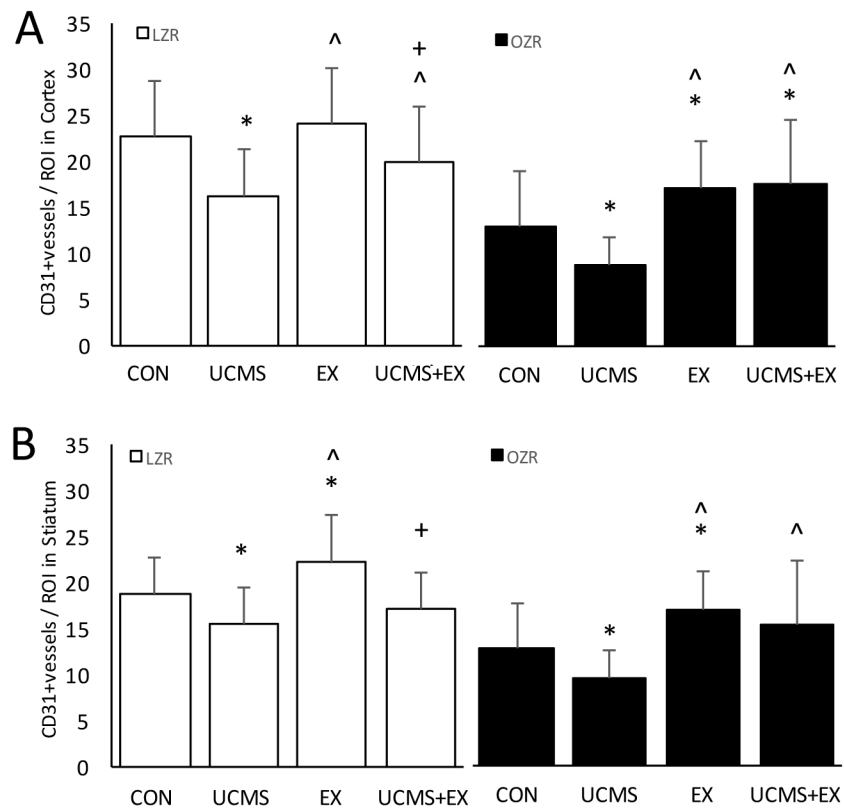 A
CD31+vessels / ROI in Cortex
35
30
25
20
15
10
5
0
LZR
*
^
+
^
CON UCMS EX UCMS+EX
OZR
*
^
*
^
*
CON UCMS EX UCMS+EX
B
CD31+vessels / ROI in Stiatum
35
30
25
20
15
10
5
0
LZR
*
^
*
+
CON UCMS EX UCMS+EX
OZR
*
^
*
^
CON UCMS EX UCMS+EX